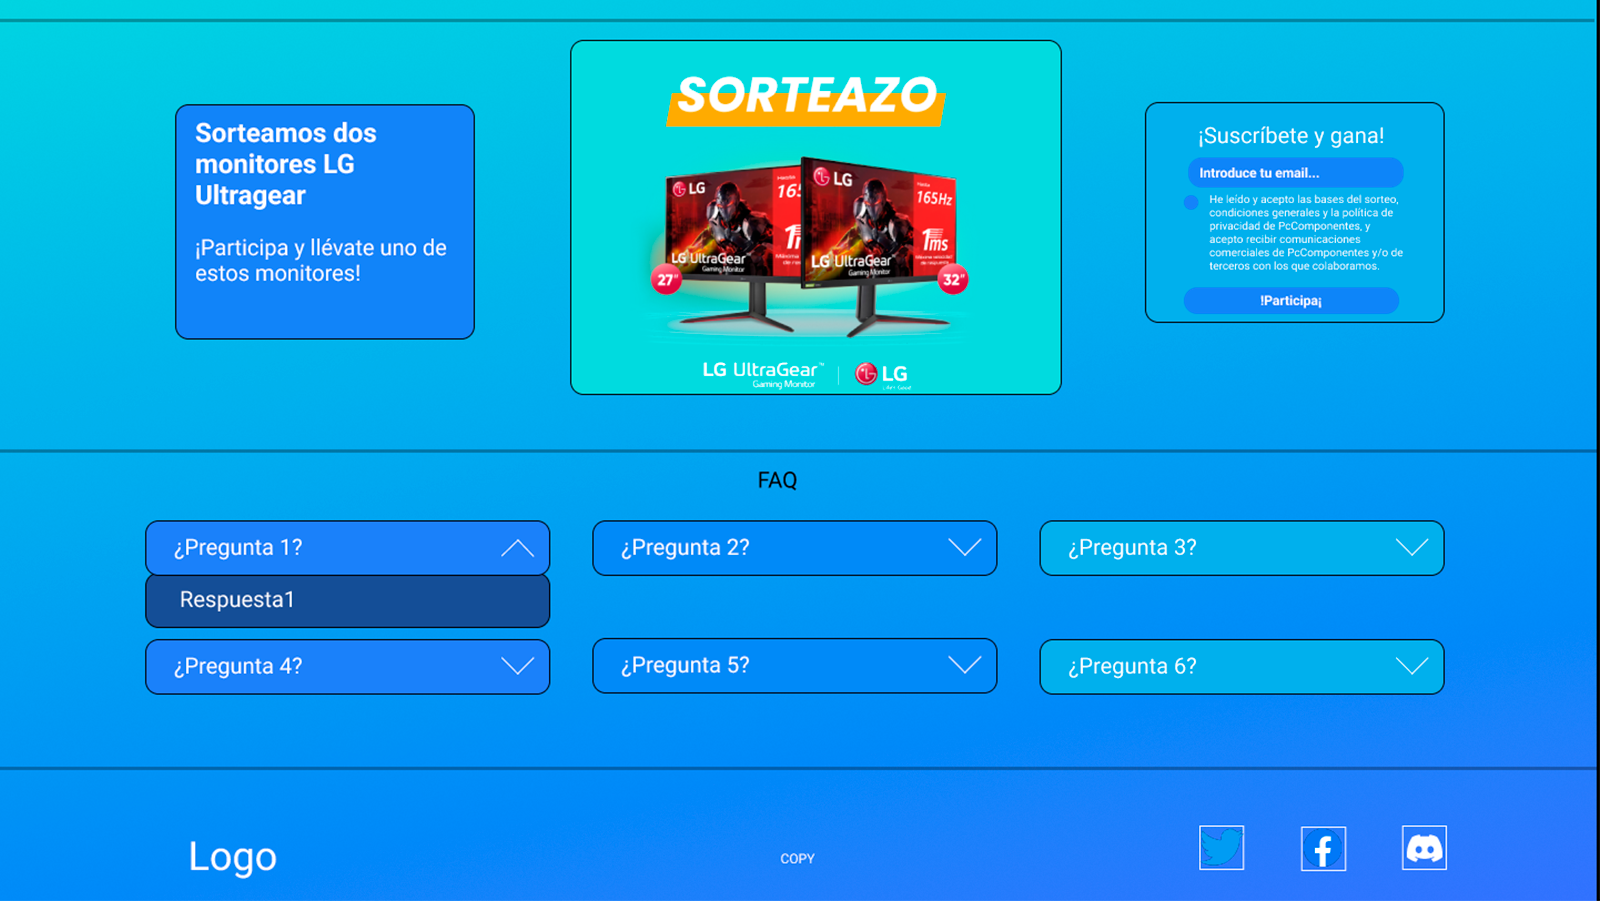 Sorteamos dos
monitores LG
Ultragear
¡Participa y llévate uno de
estos monitores!
SORTEAZO
LG
165
LG UltraGear
Gaming Monitor
27"
LG
Hasta
165Hz
1ms
LG UltraGear
Gaming Monitor
32"
LG UltraGear™
Gaming Monitor
LG
¡Suscríbete y gana!
Introduce tu email...
He leído y acepto las bases del sorteo,
condiciones generales y la política de
privacidad de PcComponentes, y
acepto recibir comunicaciones
comerciales de PcComponentes y/o de
terceros con los que colaboramos.
!Participa¡
FAQ
¿Pregunta 1?
Respuesta1
¿Pregunta 2?
¿Pregunta 3?
¿Pregunta 4?
¿Pregunta 5?
¿Pregunta 6?
Logo
COPY